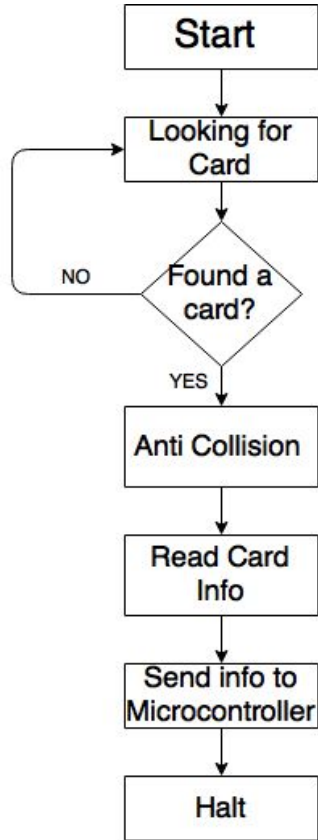 Start
Looking for
Card
Found a
card?
NO
YES
Anti Collision
Read Card
Info
Send info to
Microcontroller
Halt